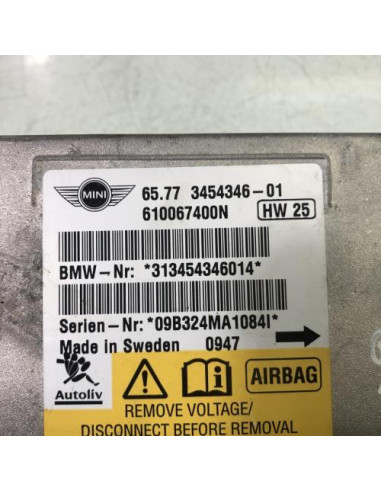 MINI
65.77 3454346-01
610067400N HW 25
BMW-Nr: *313454346014*
Serien-Nr: *09B324MA1084I*
Made in Sweden 0947
Autoliv
AIRBAG
REMOVE VOLTAGE/
DISCONNECT BEFORE REMOVAL